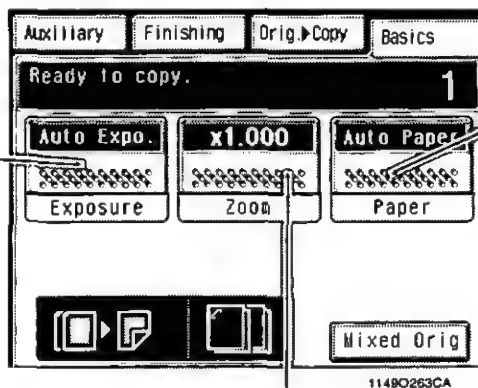 Auxiliary Finishing Orig.▶Copy Basics
Ready to copy. 1
Auto Expo. x1.000 Auto Paper
Exposure Zoom Paper
Mixed Orig
1149O263CA